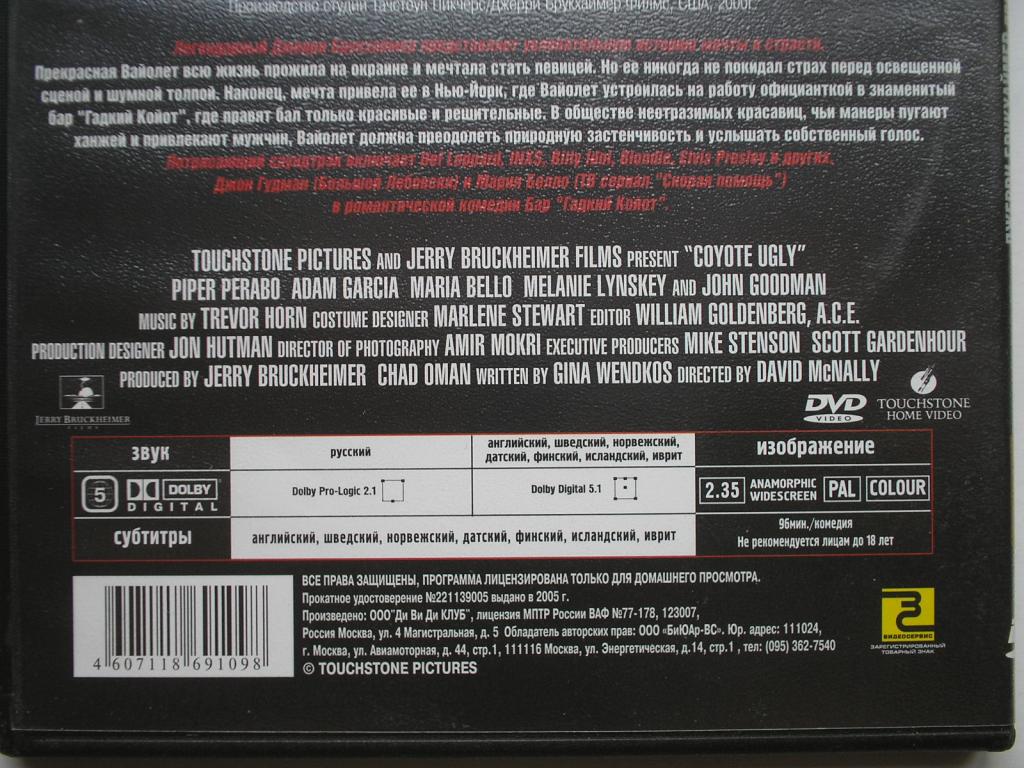 Производство студии Тачстоун Пикчерс/Джерри Брукхаймер Филмс, США, 2000г.
Легендарный Джерри Брукхаймер представляет увлекательную историю мечты и страсти.
Прекрасная Вайолет всю жизнь прожила на окраине и мечтала стать певицей. Но ее никогда не покидал страх перед освещенной
сценой и шумной толпой. Наконец, мечта привела ее в Нью-Йорк, где Вайолет устроилась на работу официанткой в знаменитый
бар "Гадкий Койот", где правят бал только красивые и решительные. В обществе неотразимых красавиц, чьи манеры пугают
ханжей и привлекают мужчин, Вайолет должна преодолеть природную застенчивость и услышать собственный голос.
Потрясающий саундтрек включает Def Leppard, INXS, Billy Idol, Blondie, Elvis Presley и других.
Джон Гудман (Большой Лебовски) и Мария Белло (ТВ сериал "Скорая помощь")
в романтической комедии Бар "Гадкий Койот".
TOUCHSTONE PICTURES AND JERRY BRUCKHEIMER FILMS PRESENT "COYOTE UGLY"
PIPER PERABO ADAM GARCIA MARIA BELLO MELANIE LYNSKEY AND JOHN GOODMAN
MUSIC BY TREVOR HORN COSTUME DESIGNER MARLENE STEWART EDITOR WILLIAM GOLDENBERG, A.C.E.
PRODUCTION DESIGNER JON HUTMAN DIRECTOR OF PHOTOGRAPHY AMIR MOKRI EXECUTIVE PRODUCERS MIKE STENSON SCOTT GARDENHOUR
PRODUCED BY JERRY BRUCKHEIMER CHAD OMAN WRITTEN BY GINA WENDKOS DIRECTED BY DAVID McNALLY
JERRY BRUCKHEIMER
FILMS
DVD
VIDEO
TOUCHSTONE
HOME VIDEO
звук
русский
английский, шведский, норвежский,
датский, финский, исландский, иврит
изображение
5 DOLBY
DIGITAL
Dolby Pro-Logic 2.1
Dolby Digital 5.1
2.35 ANAMORPHIC
WIDESCREEN PAL COLOUR
субтитры
английский, шведский, норвежский, датский, финский, исландский, иврит
96мин./комедия
Не рекомендуется лицам до 18 лет
4 607118 691098
ВСЕ ПРАВА ЗАЩИЩЕНЫ, ПРОГРАММА ЛИЦЕНЗИРОВАНА ТОЛЬКО ДЛЯ ДОМАШНЕГО ПРОСМОТРА.
Прокатное удостоверение №221139005 выдано в 2005 г.
Произведено: ООО"Ди Ви Ди КЛУБ", лицензия МПТР России ВАФ №77-178, 123007,
Россия Москва, ул. 4 Магистральная, д. 5 Обладатель авторских прав: ООО «БиЮАр-ВС». Юр. адрес: 111024,
г. Москва, ул. Авиамоторная, д. 44, стр.1, 111116 Москва, ул. Энергетическая, д.14, стр.1 , тел: (095) 362-7540
© TOUCHSTONE PICTURES
ВИДЕОСЕРВИС
ЗАРЕГИСТРИРОВАННЫЙ
ТОВАРНЫЙ ЗНАК